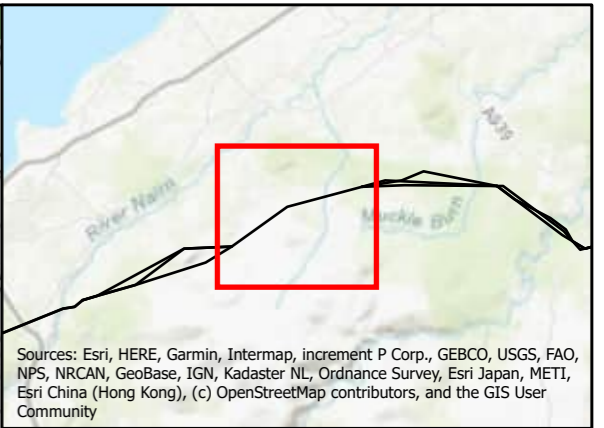 A939
River Nairn
Muckle Burn
Sources: Esri, HERE, Garmin, Intermap, increment P Corp., GEBCO, USGS, FAO,
NPS, NRCAN, GeoBase, IGN, Kadaster NL, Ordnance Survey, Esri Japan, METI,
Esri China (Hong Kong), (c) OpenStreetMap contributors, and the GIS User
Community